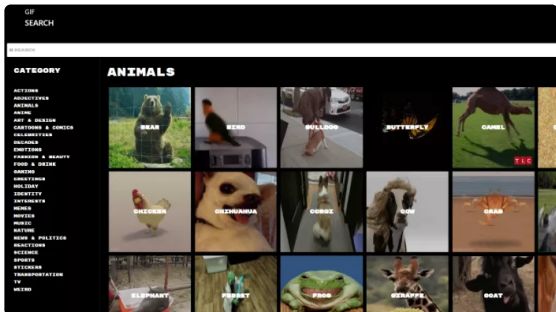 GIF
SEARCH
SEARCH
CATEGORY
ANIMALS
ACTIONS
ADJECTIVES
ANIMALS
ANIME
ART & DESIGN
CARTOONS & COMICS
CELEBRITIES
DECADES
EMOTIONS
FASHION & BEAUTY
FOOD & DRINK
GAMING
GREETINGS
HOLIDAY
IDENTITY
INTERESTS
MEMES
MOVIES
MUSIC
NATURE
NEWS & POLITICS
REACTIONS
SCIENCE
SPORTS
STICKERS
TRANSPORTATION
TV
WEIRD
BEAR
BIRD
BULLDOG
BUTTERFLY
CAMEL
TLC
CHICKEN
CHIHUAHUA
CORGI
COW
CRAB
ELEPHANT
FERRET
FROG
GIRAFFE
GOAT